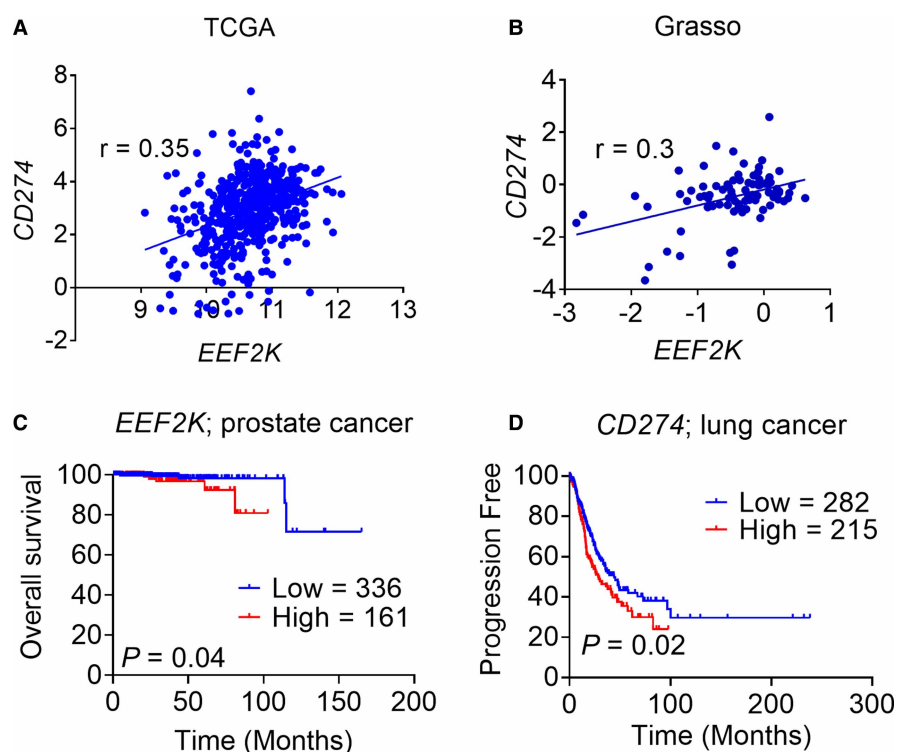 A
TCGA
8
6
4
2
0
-2
CD274
r = 0.35
9
10
11
12
13
EEF2K
B
Grasso
4
2
0
-2
-4
CD274
r = 0.3
-3
-2
-1
0
1
EEF2K
C
EEF2K; prostate cancer
100
80
60
40
20
0
Overall survival
Low = 336
High = 161
P = 0.04
0
50
100
150
200
Time (Months)
D
CD274; lung cancer
100
80
60
40
20
0
Progression Free
Low = 282
High = 215
P = 0.02
0
100
200
300
Time (Months)